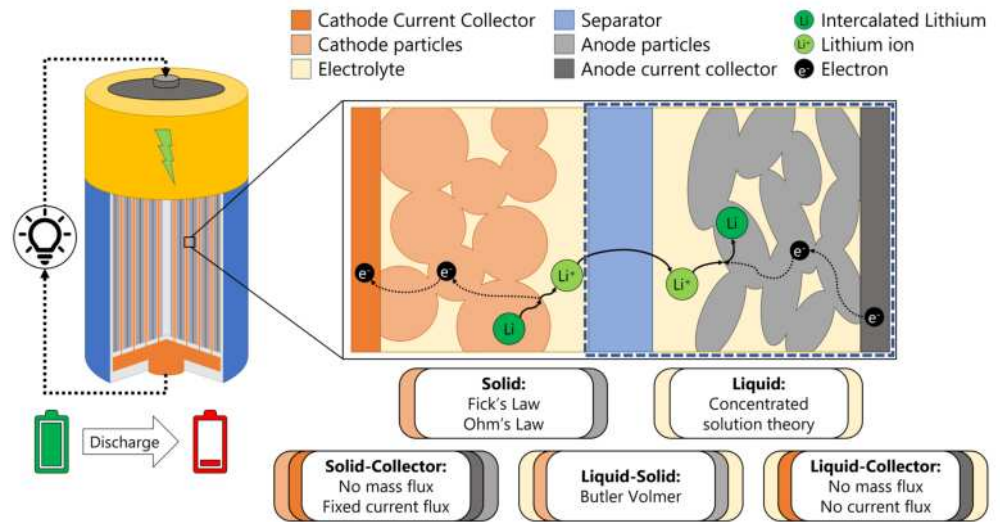 Cathode Current Collector
Cathode particles
Electrolyte
Separator
Anode particles
Anode current collector
Li
Intercalated Lithium
Li⁺
Lithium ion
e⁻
Electron
Li
e⁻
e⁻
e⁻
Li⁺
Li⁺
Li
e⁻
Discharge
Solid:
Fick's Law
Ohm's Law
Liquid:
Concentrated
solution theory
Solid-Collector:
No mass flux
Fixed current flux
Liquid-Solid:
Butler Volmer
Liquid-Collector:
No mass flux
No current flux